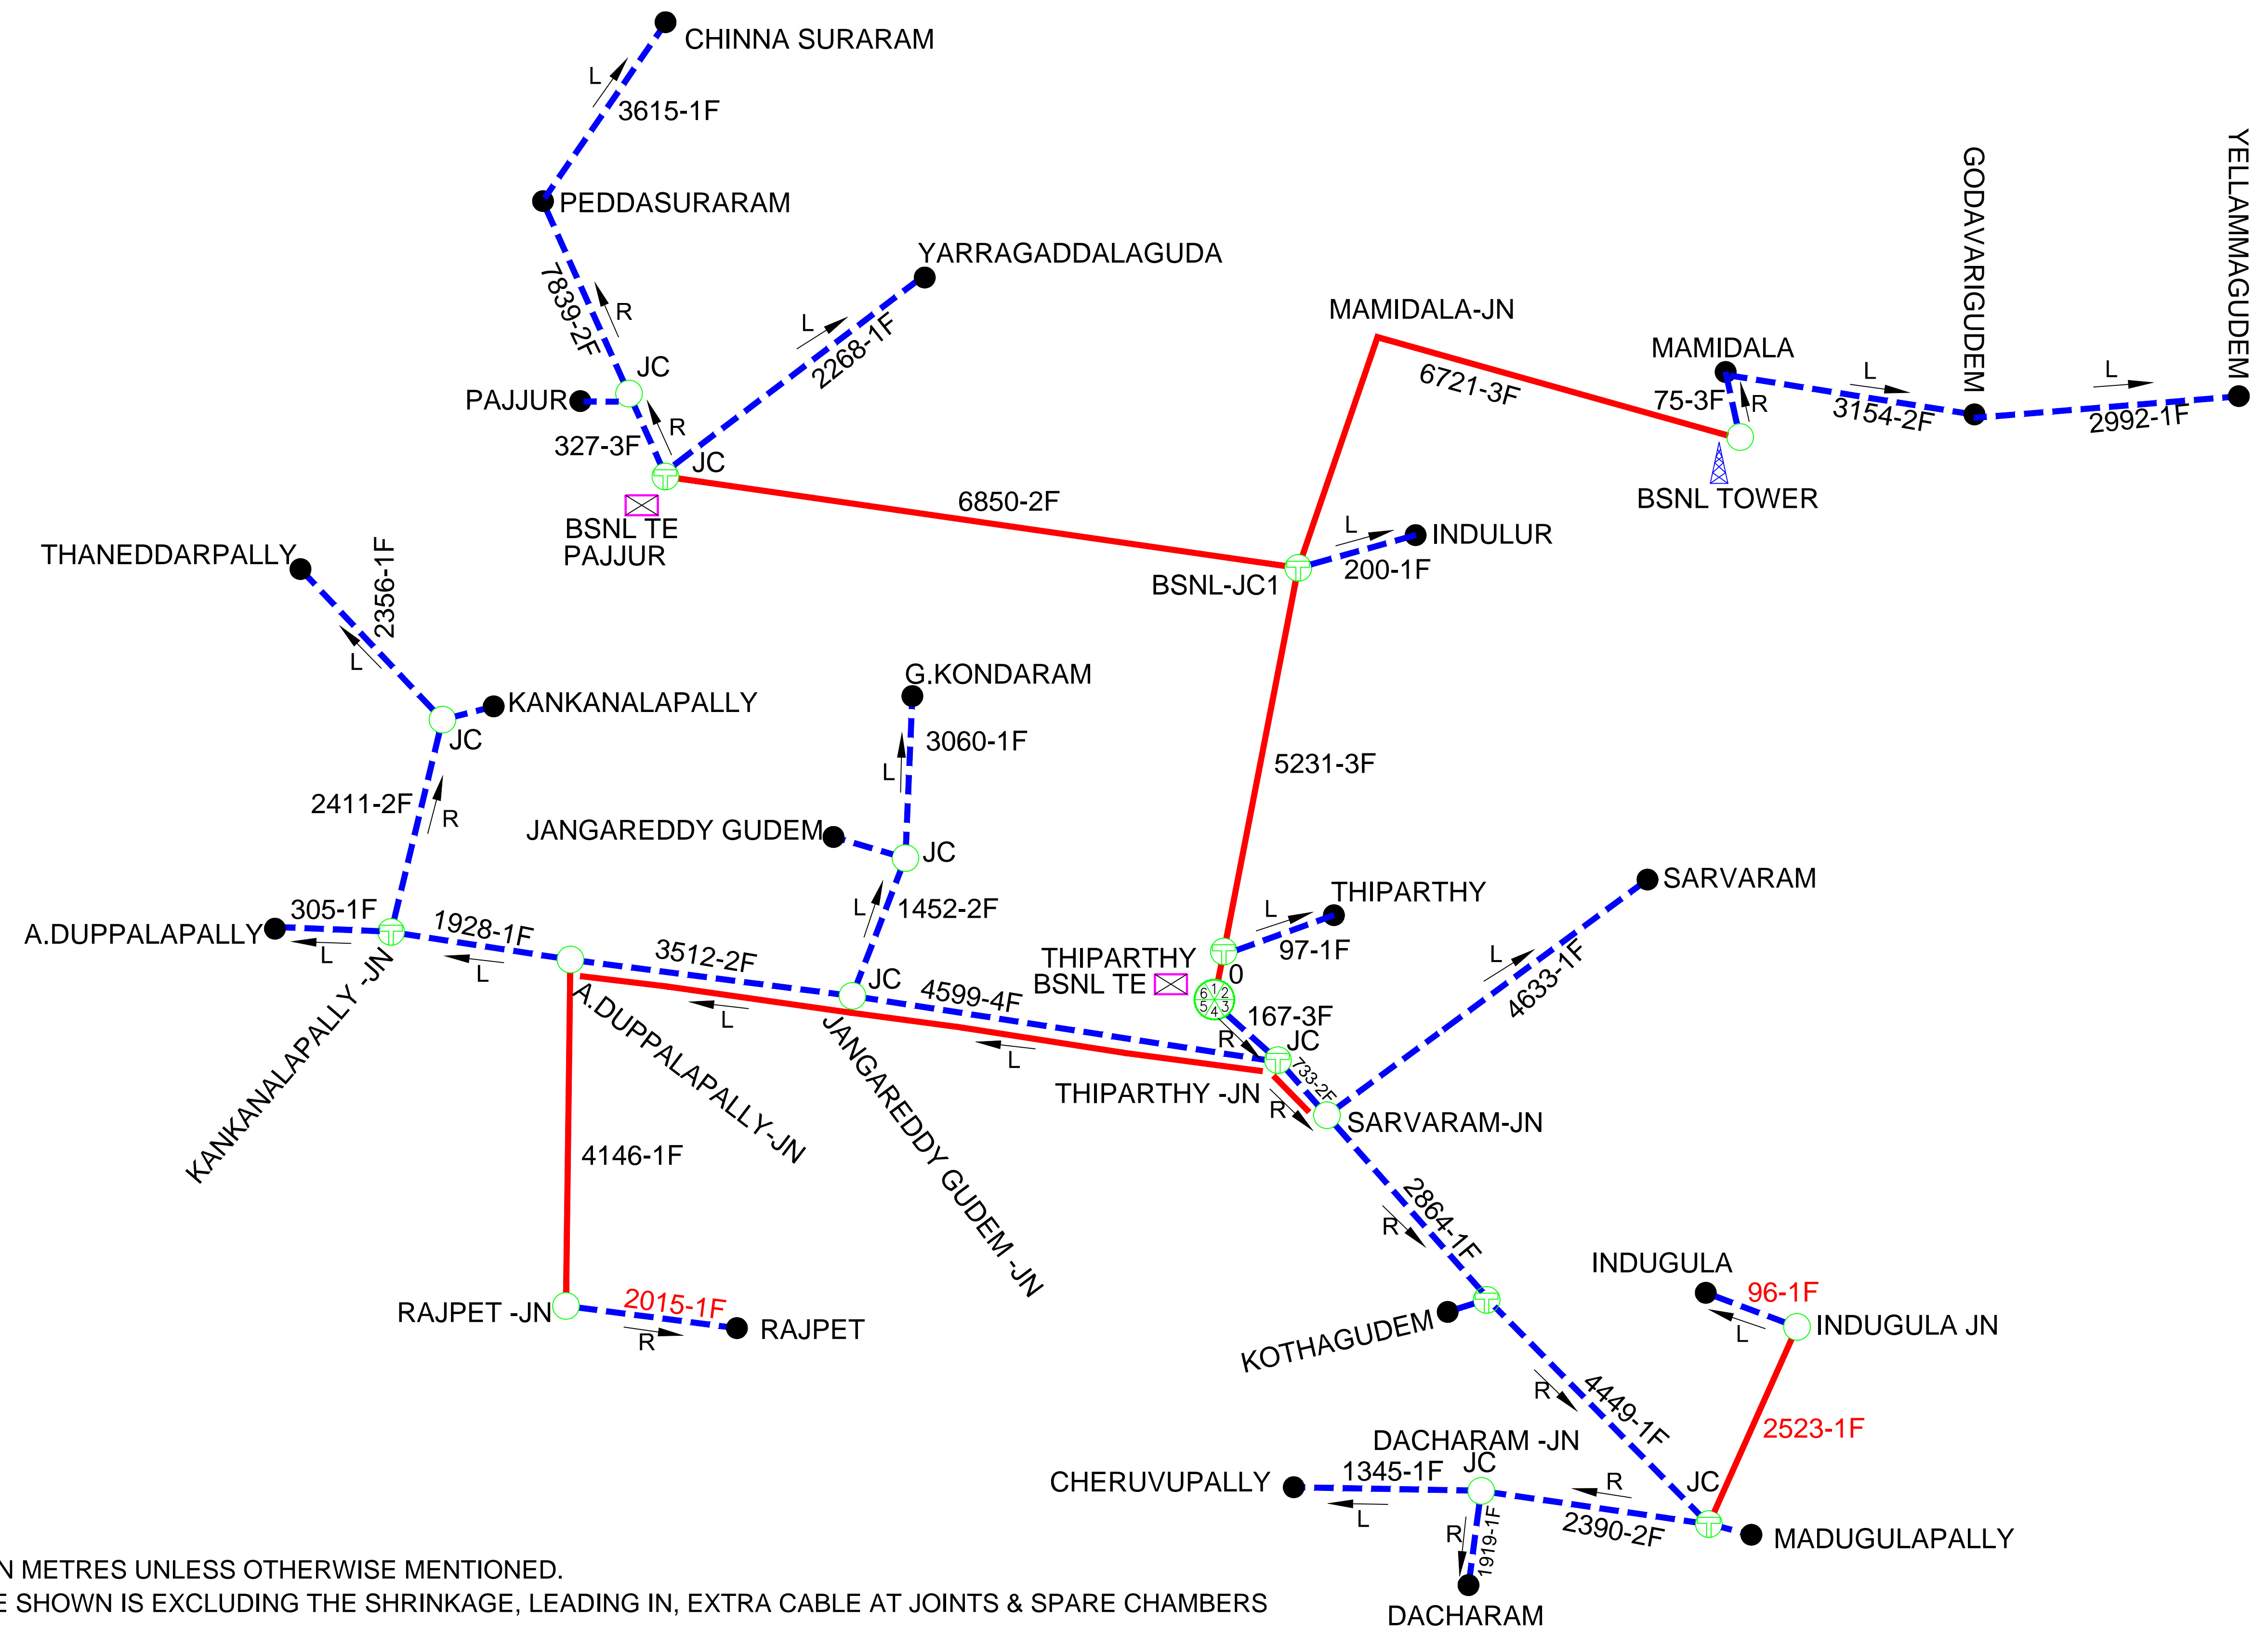 CHINNA SURARAM
L
3615-1F
PEDDASURARAM
YARRAGADDALAGUDA
7839-2F
R
L
2268-1F
JC
PAJJUR
327-3F
R
JC
BSNL TE
PAJJUR
6850-2F
MAMIDALA-JN
6721-3F
MAMIDALA
75-3F
R
L
3154-2F
GODAVARIGUDEM
L
2992-1F
YELLAMMAGUDEM
BSNL TOWER
L
INDULUR
200-1F
BSNL-JC1
THANEDDARPALLY
2356-1F
L
KANKANALAPALLY
JC
2411-2F
R
G.KONDARAM
3060-1F
L
JANGAREDDY GUDEM
JC
L
1452-2F
5231-3F
SARVARAM
THIPARTHY
L
97-1F
L
4633-1F
A.DUPPALAPALLY
305-1F
L
1928-1F
L
KANKANALAPALLY -JN
3512-2F
L
A.DUPPALAPALLY-JN
JC
4599-4F
L
JANGAREDDY GUDEM -JN
THIPARTHY
BSNL TE
0
1
2
3
4
5
6
167-3F
R
JC
733-2F
THIPARTHY -JN
R
SARVARAM-JN
4146-1F
2864-1F
R
RAJPET -JN
2015-1F
R
RAJPET
INDUGULA
96-1F
L
INDUGULA JN
KOTHAGUDEM
4449-1F
R
2523-1F
DACHARAM -JN
JC
CHERUVUPALLY
1345-1F
L
R
2390-2F
JC
MADUGULAPALLY
R
1919-1F
DACHARAM
N METRES UNLESS OTHERWISE MENTIONED.
E SHOWN IS EXCLUDING THE SHRINKAGE, LEADING IN, EXTRA CABLE AT JOINTS & SPARE CHAMBERS